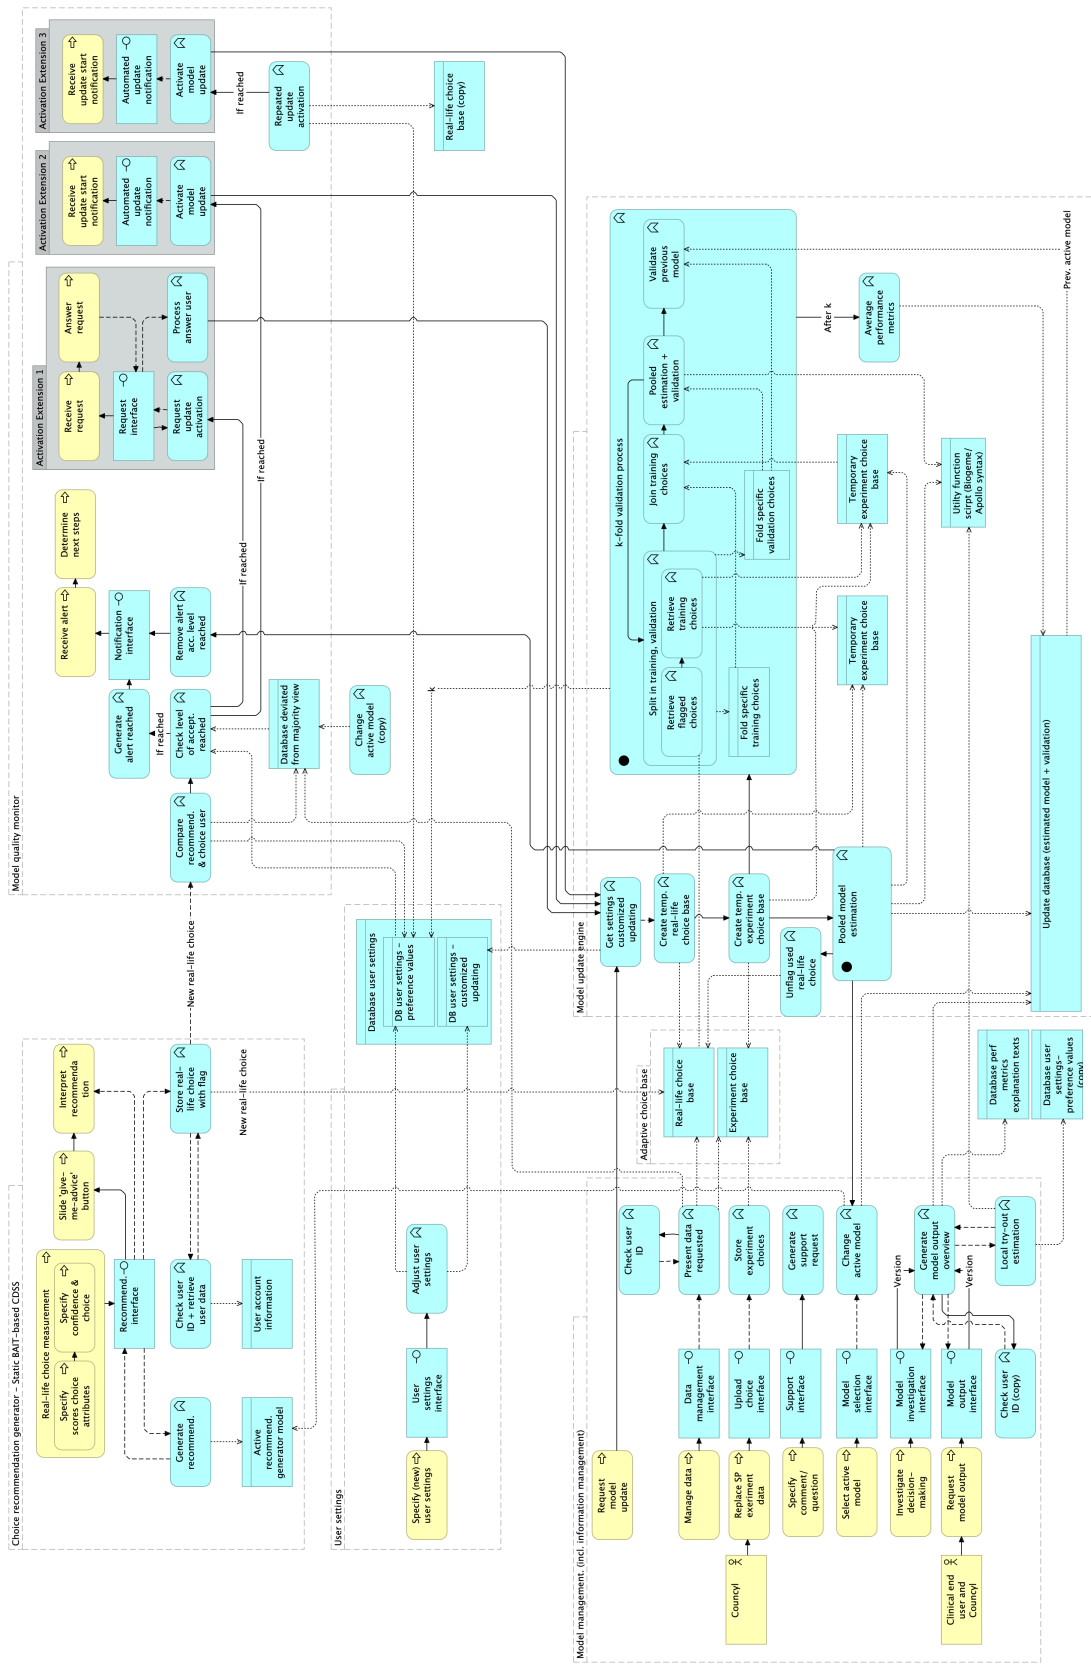 Choice recommendation generator - Static BAIT-based CDSS
Real-life choice measurement
Specify
scores choice
attributes
Specify
confidence &
choice
Slide 'give-
me-advice'
button
Interpret
recommenda
tion
Recommend.
interface
Generate
recommend.
Check user
ID + retrieve
user data
Store real-
life choice
with flag
Active
recommend.
generator model
User account
information
New real-life choice
New real-life choice
Model quality monitor
Compare
recommend.
& choice user
Check level
of accept.
reached
Generate
alert reached
If reached
Notification
interface
Remove alert
acc. level
reached
Receive alert
Determine
next steps
Database deviated
from majority view
Change
active model
(copy)
If reached
If reached
Activation Extension 1
Receive
request
Answer
request
Request
interface
Request
update
activation
Process
answer user
Activation Extension 2
Receive
update start
notification
Automated
update
notification
Activate
model
update
Activation Extension 3
Receive
update start
notification
Automated
update
notification
Activate
model
update
If reached
Repeated
update
activation
Real-life choice
base (copy)
User settings
Specify (new)
user settings
User
settings
interface
Adjust user
settings
Database user settings
DB user settings -
preference values
DB user settings -
customized
updating
k
Model update engine
Get settings
customized
updating
Create temp.
real-life
choice base
Create temp.
experiment
choice base
Unflag used
real-life
choice
Pooled model
estimation
k-fold validation process
Split in training, validation
Retrieve
flagged
choices
Retrieve
training
choices
Join training
choices
Pooled
estimation +
validation
Validate
previous
model
Fold specific
training choices
Fold specific
validation choices
Temporary
experiment choice
base
Temporary
experiment choice
base
After k
Average
performance
metrics
Utilty function
scirpt (Biogeme/
Apollo syntax)
Prev. active model
Update database (estimated model + validation)
Adaptive choice base
Real-life choice
base
Experiment choice
base
Database perf
metrics
explanation texts
Database user
settings-
preference values
(copy)
Model management. (incl. information management)
Request
model
update
Manage data
Replace SP
exeriment
data
Specify
comment/
question
Select active
model
Investigate
decision-
making
Request
model output
Councyl
Clinical end
user and
Councyl
Data
management
interface
Upload
choice
interface
Support
interface
Model
selection
interface
Model
investigation
interface
Model
output
interface
Check user
ID (copy)
Version
Version
Check user
ID
Present data
requested
Store
experiment
choices
Generate
support
request
Change
active model
Generate
model output
overview
Local try-out
estimation